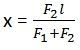 x = F₂l / F₁+F₂